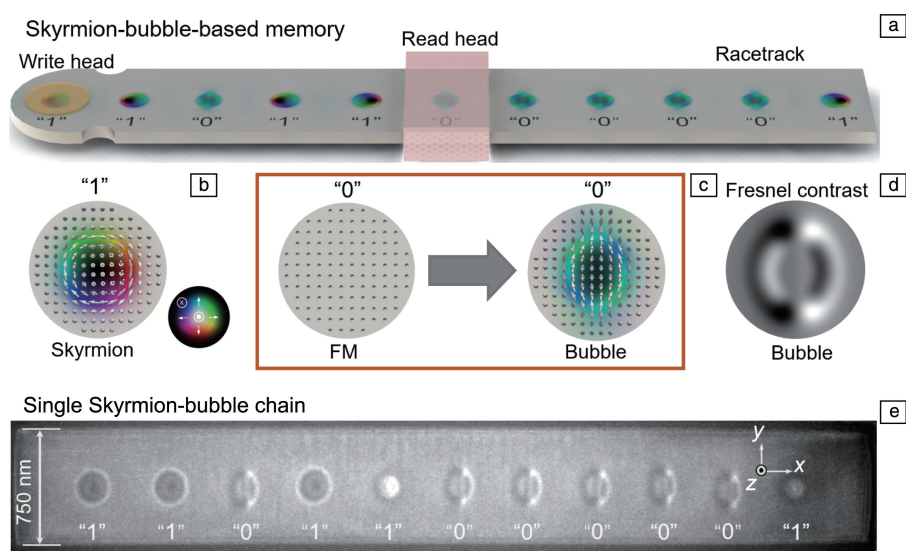 Skyrmion-bubble-based memory
a
Write head
Read head
Racetrack
“1” “1” “0” “1” “1” “0” “0” “0” “0” “0” “1”
“1”
b
“0”
“0”
c
Fresnel contrast
d
X
Skyrmion
FM
Bubble
Bubble
Single Skyrmion-bubble chain
e
750 nm
y
x
z
“1” “1” “0” “1” “1” “0” “0” “0” “0” “0” “1”